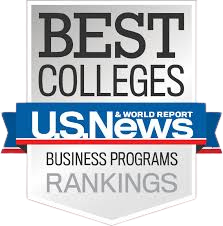 BEST
COLLEGES
U.S.News
& WORLD REPORT
BUSINESS PROGRAMS
RANKINGS